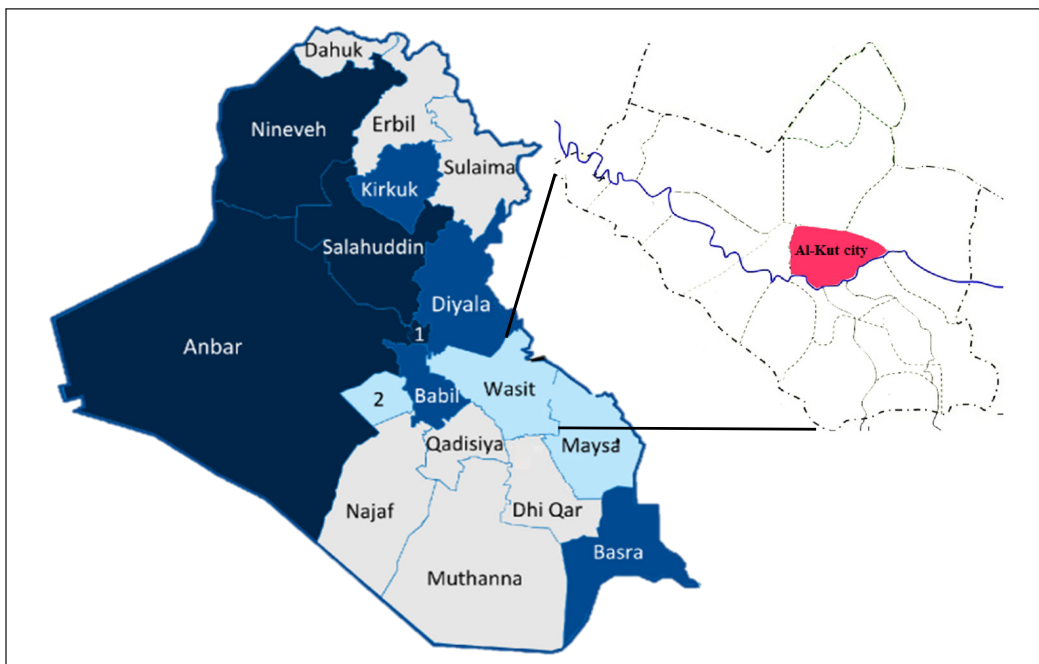 Dahuk
Nineveh
Erbil
Sulaima
Kirkuk
Salahuddin
Diyala
1
Anbar
Wasit
2
Babil
Qadisiya
Maysa
Najaf
Dhi Qar
Basra
Muthanna
Al-Kut city